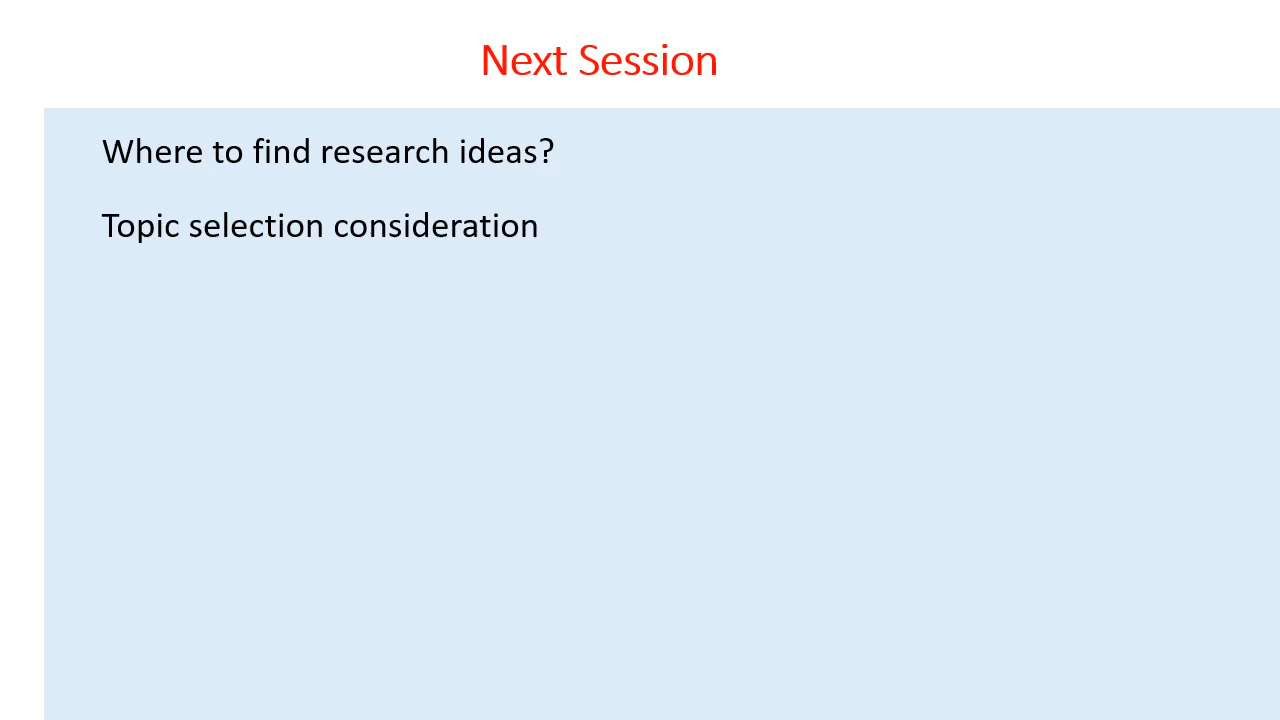 Next Session
Where to find research ideas?
Topic selection consideration